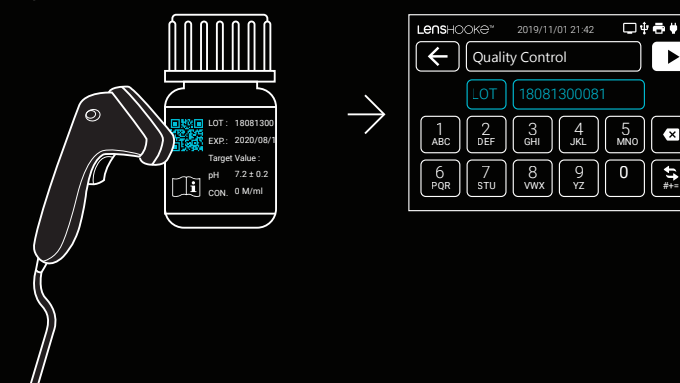 LOT : 18081300
EXP.: 2020/08/1
Target Value :
pH 7.2 ± 0.2
CON. 0 M/ml
LENSHOOKE™ 2019/11/01 21:42
Quality Control
LOT 18081300081
1 2 3 4 5
ABC DEF GHI JKL MNO
6 7 8 9 0
PQR STU VWX YZ #+=